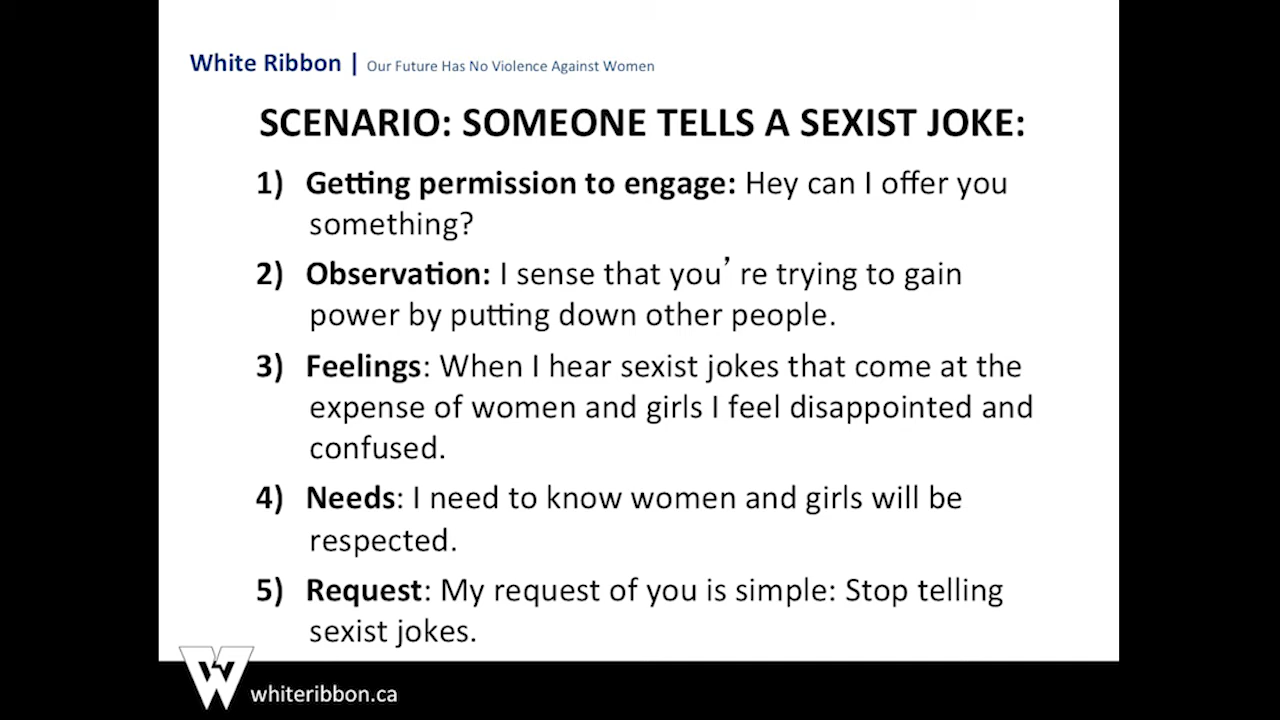 White Ribbon | Our Future Has No Violence Against Women
SCENARIO: SOMEONE TELLS A SEXIST JOKE:
1) Getting permission to engage: Hey can I offer you
something?
2) Observation: I sense that you’ re trying to gain
power by putting down other people.
3) Feelings: When I hear sexist jokes that come at the
expense of women and girls I feel disappointed and
confused.
4) Needs: I need to know women and girls will be
respected.
5) Request: My request of you is simple: Stop telling
sexist jokes.
W whiteribbon.ca